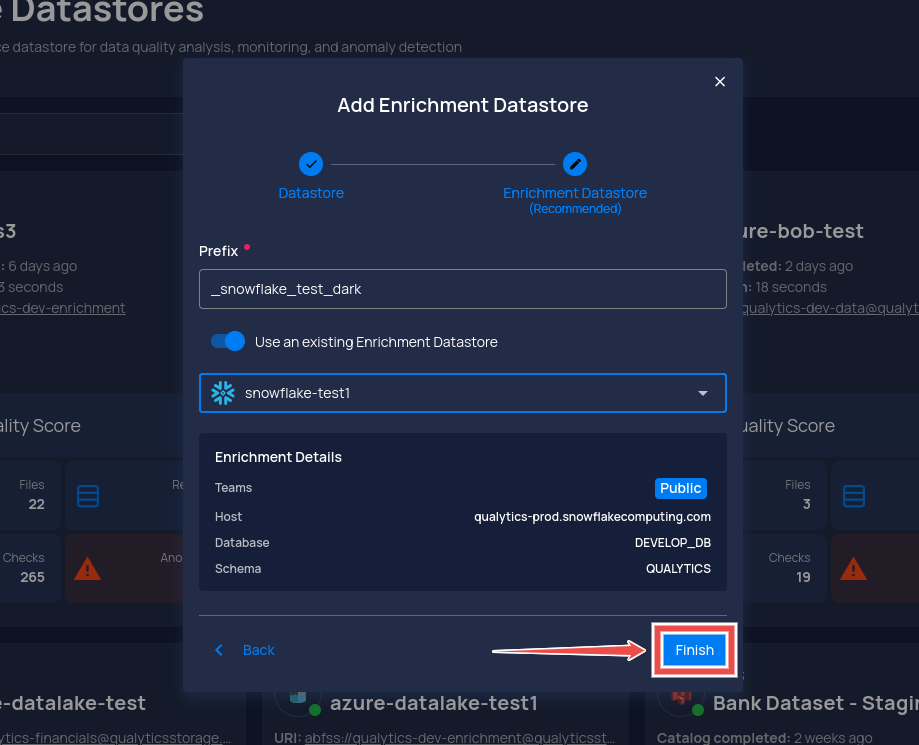 e Datastores
ce datastore for data quality analysis, monitoring, and anomaly detection
Add Enrichment Datastore
Datastore
Enrichment Datastore
(Recommended)
Prefix
_snowflake_test_dark
Use an existing Enrichment Datastore
snowflake-test1
Enrichment Details
Teams Public
Host qualytics-prod.snowflakecomputing.com
Database DEVELOP_DB
Schema QUALYTICS
Back
Finish
s3
: 6 days ago
3 seconds
ics-dev-enrichment
ality Score
Files
22
Re
Checks
265
Ano
ure-bob-test
leted: 2 days ago
n: 18 seconds
qualytics-dev-data@qualyt
uality Score
Files
3
Checks
19
e-datalake-test
ytics-financials@qualyticsstorage....
azure-datalake-test1
URI: abfss://qualytics-dev-enrichment@qualyticsst...
Bank Dataset - Stagin
Catalog completed: 2 weeks ago